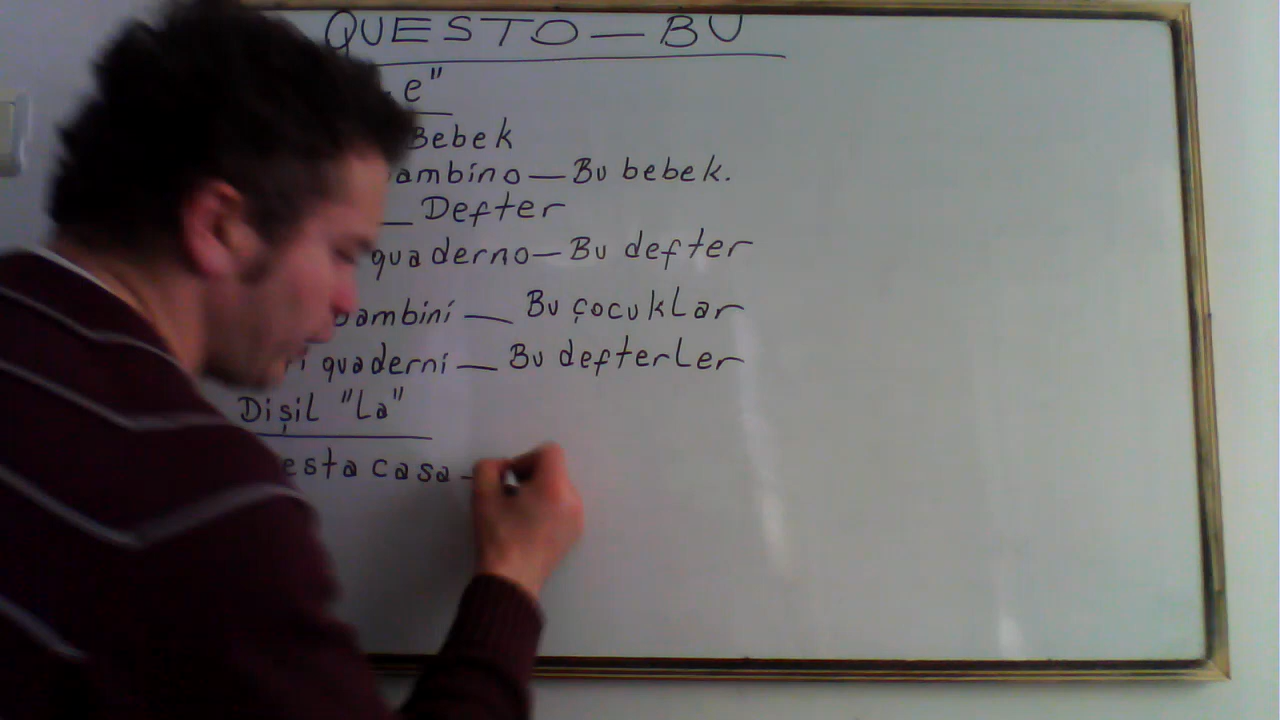 QUESTO — BU
e"
Bebek
ambino — Bu bebek.
— Defter
quaderno — Bu defter
bambini — Bu çocuklar
ri quaderni — Bu defterler
Dişil "La"
esta casa -